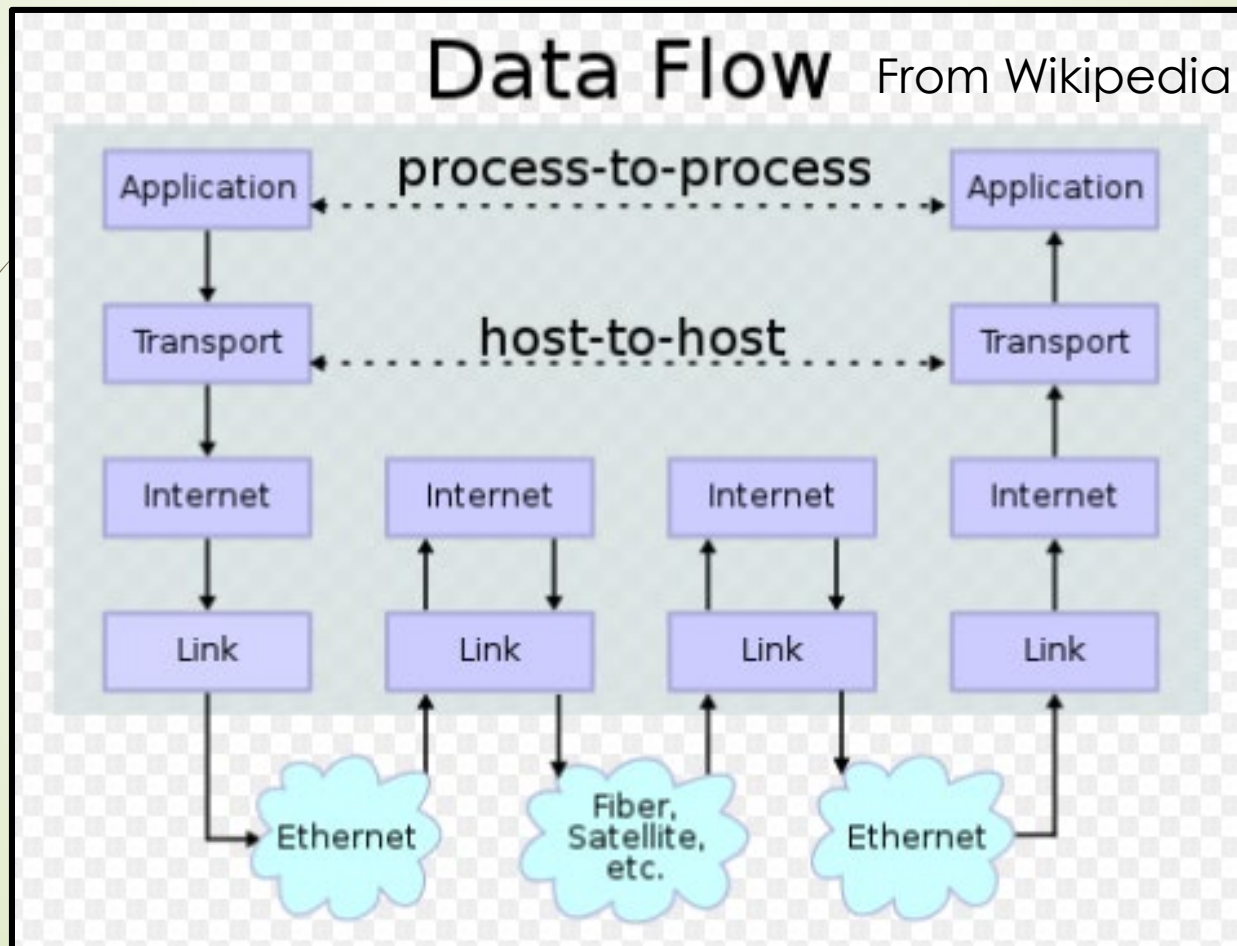 Data Flow From Wikipedia
Application process-to-process Application
Transport host-to-host Transport
Internet Internet Internet Internet
Link Link Link Link
Ethernet
Fiber,
Satellite,
etc.
Ethernet